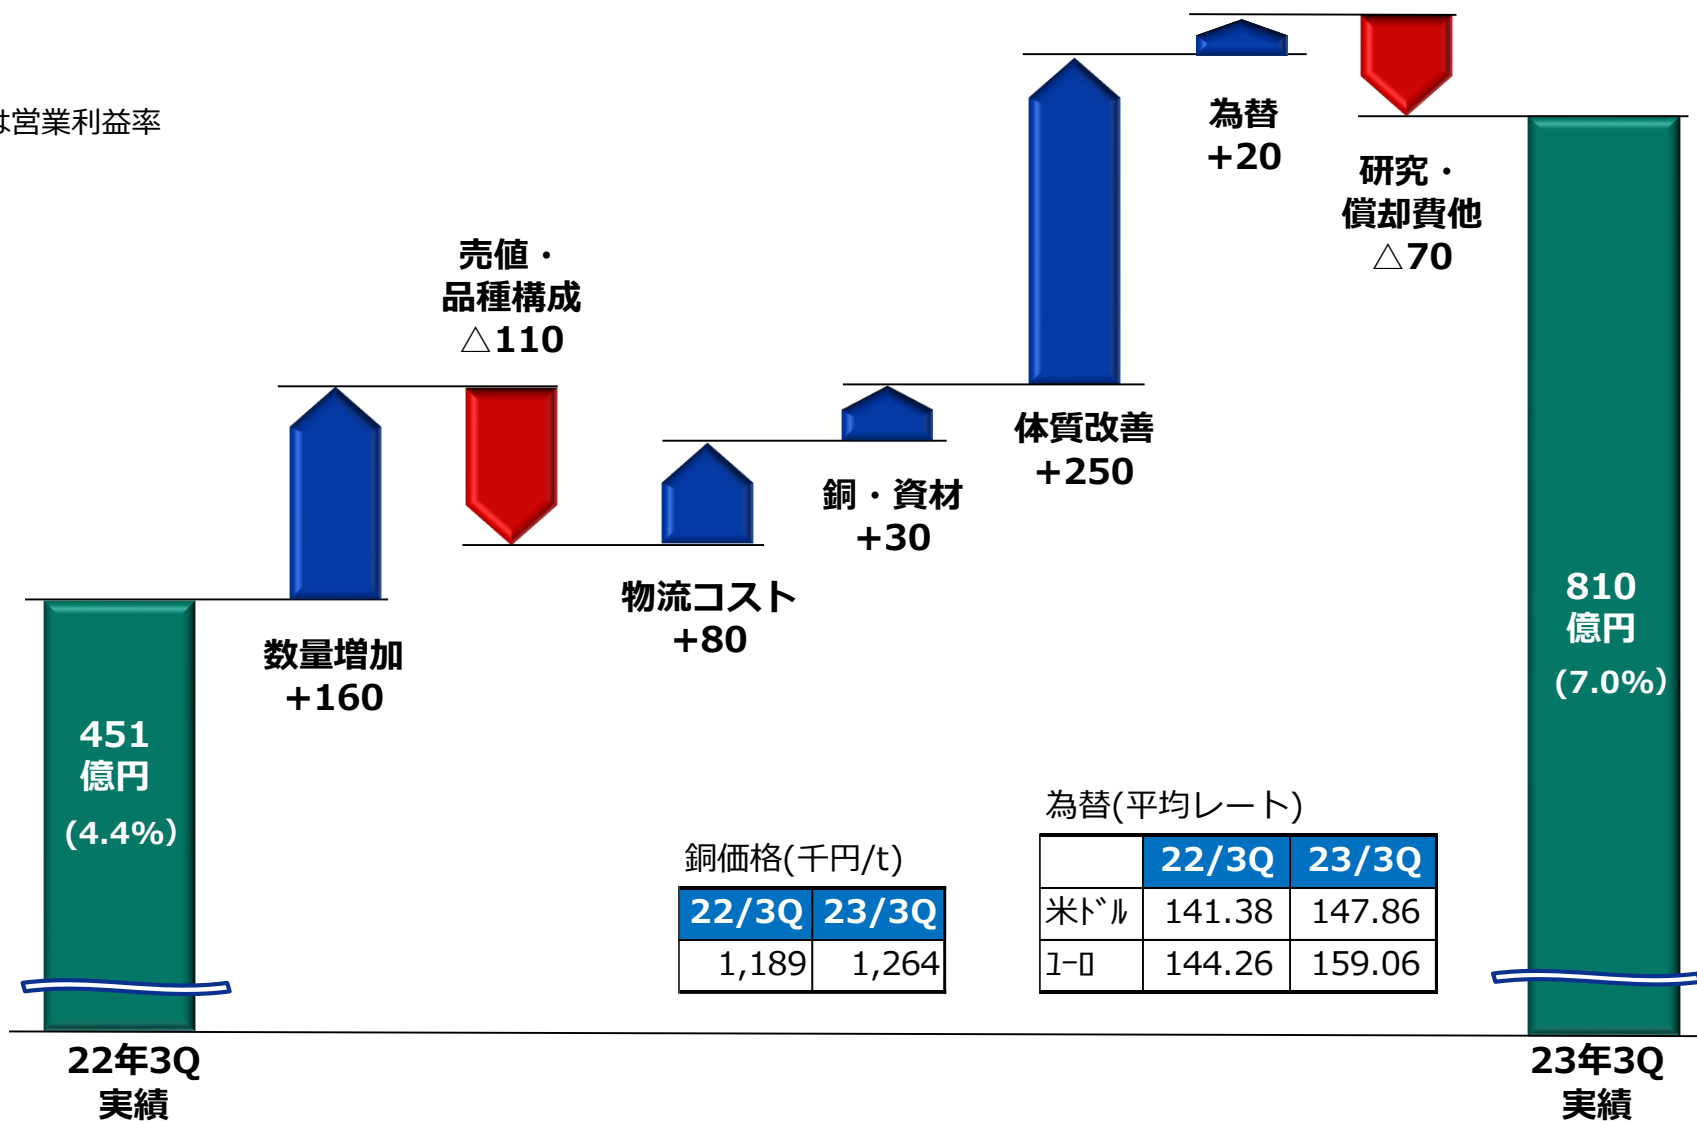 は営業利益率
為替
+20
研究・
償却費他
△70
売値・
品種構成
△110
体質改善
+250
銅・資材
+30
物流コスト
+80
数量増加
+160
451
億円
(4.4%)
810
億円
(7.0%)
銅価格(千円/t)
22/3Q 23/3Q
1,189 1,264
為替(平均レート)
22/3Q 23/3Q
米ドル 141.38 147.86
ユーロ 144.26 159.06
22年3Q
実績
23年3Q
実績